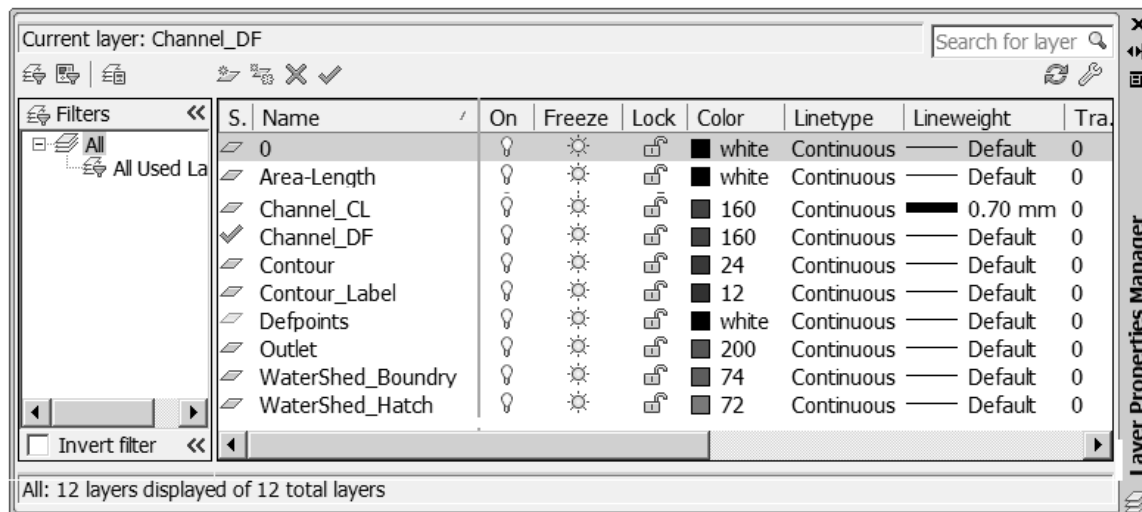 Current layer: Channel_DF
Search for layer
Filters
All
All Used La
S. Name On Freeze Lock Color Linetype Lineweight Tra.
0 white Continuous Default 0
Area-Length white Continuous Default 0
Channel_CL 160 Continuous 0.70 mm 0
Channel_DF 160 Continuous Default 0
Contour 24 Continuous Default 0
Contour_Label 12 Continuous Default 0
Defpoints white Continuous Default 0
Outlet 200 Continuous Default 0
WaterShed_Boundry 74 Continuous Default 0
WaterShed_Hatch 72 Continuous Default 0
Invert filter
All: 12 layers displayed of 12 total layers
Layer Properties Manager